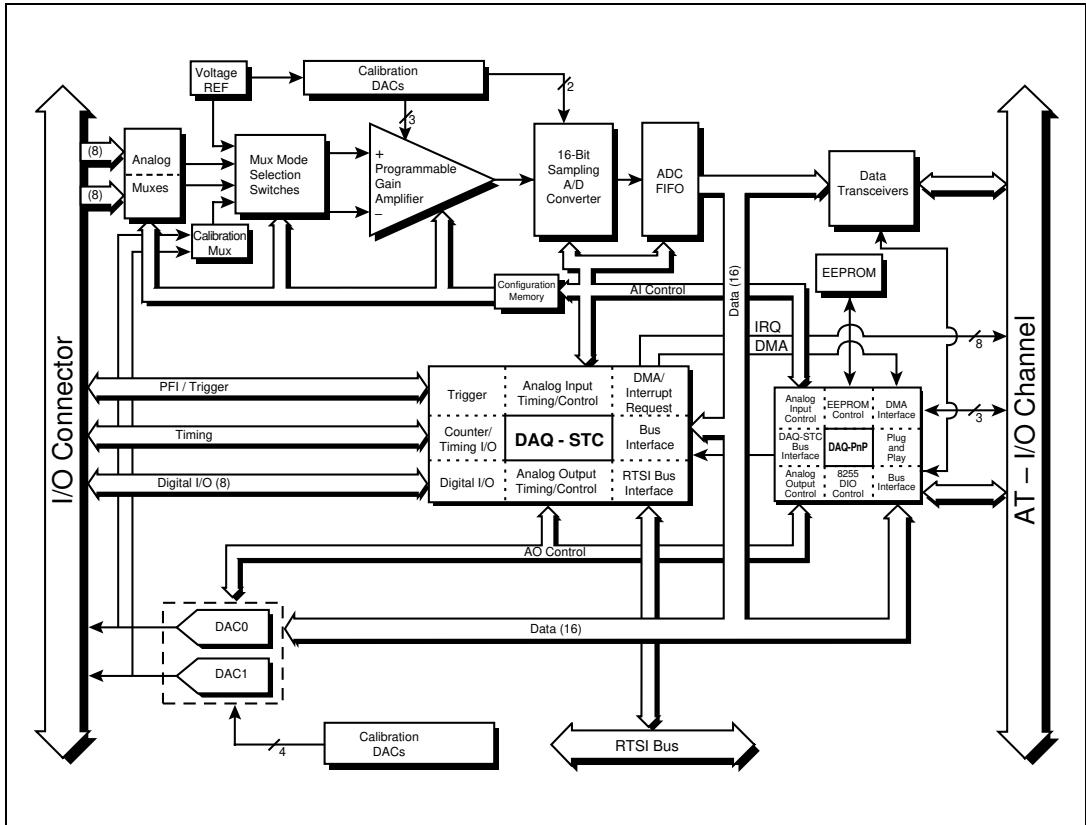 Voltage
REF
Calibration
DACs
2
3
(8)
(8)
Analog
Muxes
Mux Mode
Selection
Switches
+
Programmable
Gain
Amplifier
–
16-Bit
Sampling
A/D
Converter
ADC
FIFO
Data
Transceivers
Calibration
Mux
EEPROM
Configuration
Memory
AI Control
Data (16)
IRQ
DMA
8
I/O Connector
AT – I/O Channel
PFI / Trigger
Timing
Digital I/O (8)
Trigger
Analog Input
Timing/Control
DMA/
Interrupt
Request
Counter/
Timing I/O
DAQ - STC
Bus
Interface
Digital I/O
Analog Output
Timing/Control
RTSI Bus
Interface
Analog
Input
Control
EEPROM
Control
DMA
Interface
3
DAQ-STC
Bus
Interface
DAQ-PnP
Plug
and
Play
Analog
Output
Control
8255
DIO
Control
Bus
Interface
AO Control
DAC0
Data (16)
DAC1
4
Calibration
DACs
RTSI Bus